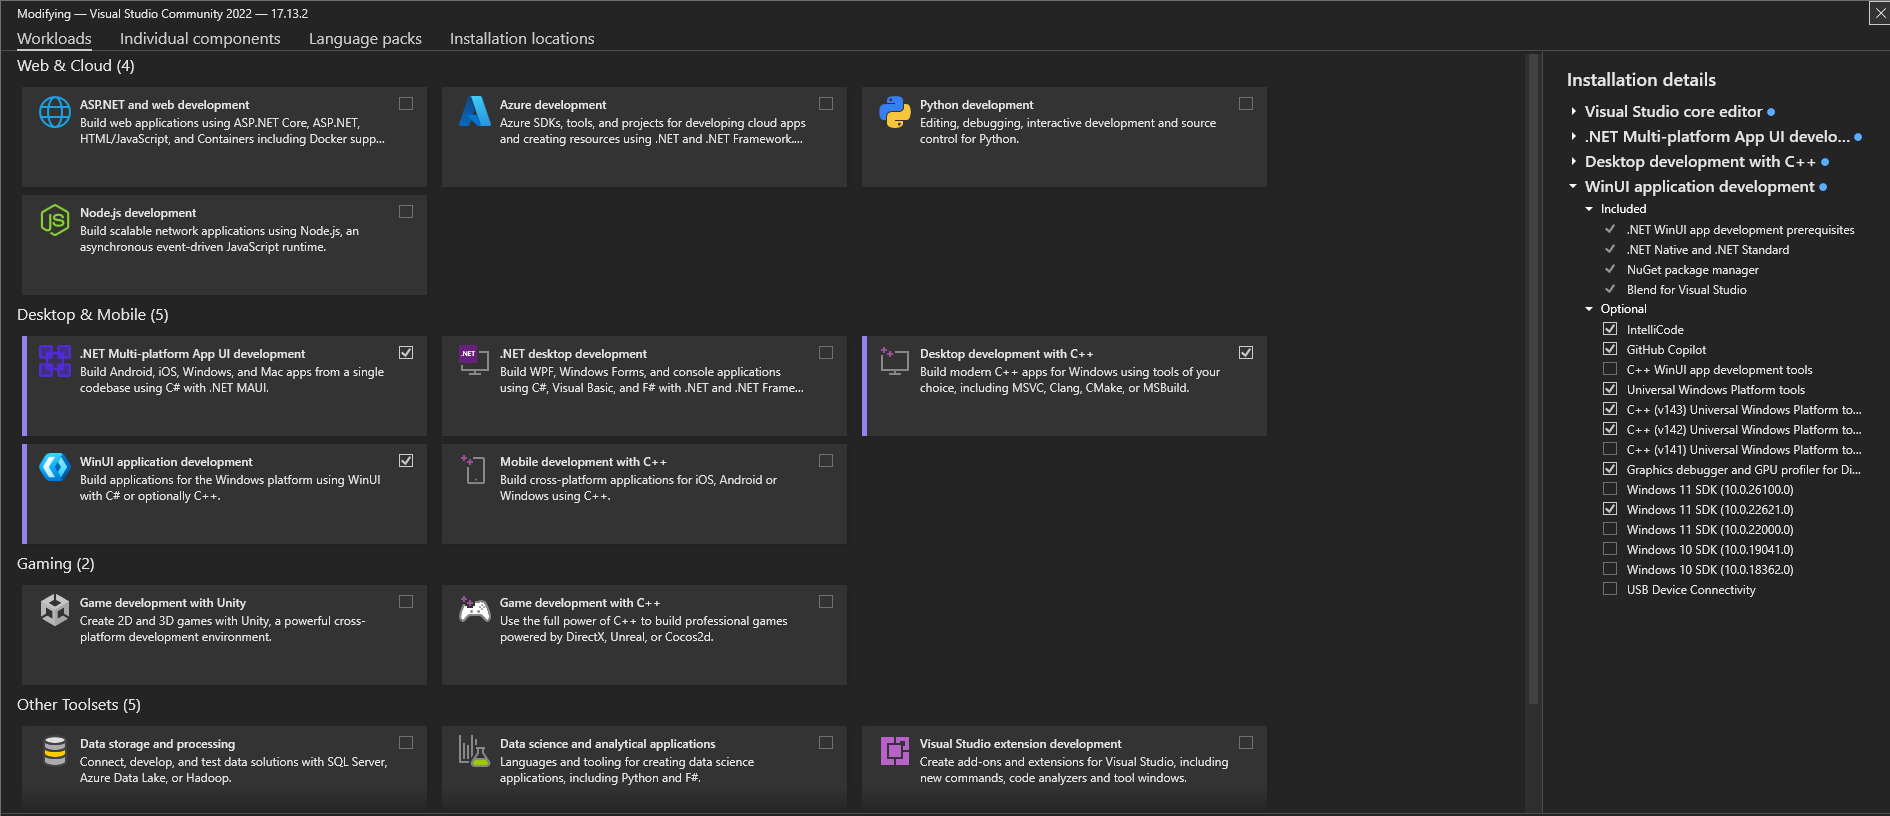 Modifying — Visual Studio Community 2022 — 17.13.2
Workloads
Individual components
Language packs
Installation locations
Web & Cloud (4)
ASP.NET and web development
Build web applications using ASP.NET Core, ASP.NET,
HTML/JavaScript, and Containers including Docker supp...
Azure development
Azure SDKs, tools, and projects for developing cloud apps
and creating resources using .NET and .NET Framework....
Python development
Editing, debugging, interactive development and source
control for Python.
Node.js development
Build scalable network applications using Node.js, an
asynchronous event-driven JavaScript runtime.
Desktop & Mobile (5)
.NET Multi-platform App UI development
Build Android, iOS, Windows, and Mac apps from a single
codebase using C# with .NET MAUI.
.NET
.NET desktop development
Build WPF, Windows Forms, and console applications
using C#, Visual Basic, and F# with .NET and .NET Frame...
Desktop development with C++
Build modern C++ apps for Windows using tools of your
choice, including MSVC, Clang, CMake, or MSBuild.
WinUI application development
Build applications for the Windows platform using WinUI
with C# or optionally C++.
Mobile development with C++
Build cross-platform applications for iOS, Android or
Windows using C++.
Gaming (2)
Game development with Unity
Create 2D and 3D games with Unity, a powerful cross-
platform development environment.
Game development with C++
Use the full power of C++ to build professional games
powered by DirectX, Unreal, or Cocos2d.
Other Toolsets (5)
Data storage and processing
Connect, develop, and test data solutions with SQL Server,
Azure Data Lake, or Hadoop.
Data science and analytical applications
Languages and tooling for creating data science
applications, including Python and F#.
Visual Studio extension development
Create add-ons and extensions for Visual Studio, including
new commands, code analyzers and tool windows.
Installation details
Visual Studio core editor
.NET Multi-platform App UI develo...
Desktop development with C++
WinUI application development
Included
.NET WinUI app development prerequisites
.NET Native and .NET Standard
NuGet package manager
Blend for Visual Studio
Optional
IntelliCode
GitHub Copilot
C++ WinUI app development tools
Universal Windows Platform tools
C++ (v143) Universal Windows Platform to...
C++ (v142) Universal Windows Platform to...
C++ (v141) Universal Windows Platform to...
Graphics debugger and GPU profiler for Di...
Windows 11 SDK (10.0.26100.0)
Windows 11 SDK (10.0.22621.0)
Windows 11 SDK (10.0.22000.0)
Windows 10 SDK (10.0.19041.0)
Windows 10 SDK (10.0.18362.0)
USB Device Connectivity